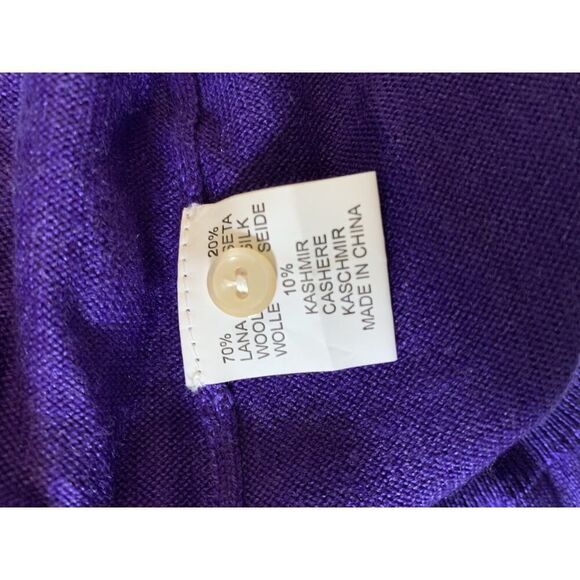 70% 20%
LANA SETA
WOOL SILK
WOLLE SEIDE
10%
KASHMIR
CASHERE
KASCHMIR
MADE IN CHINA